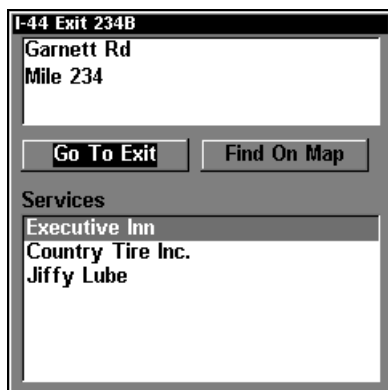 I-44 Exit 234B
Garnett Rd
Mile 234
Go To Exit Find On Map
Services
Executive Inn
Country Tire Inc.
Jiffy Lube